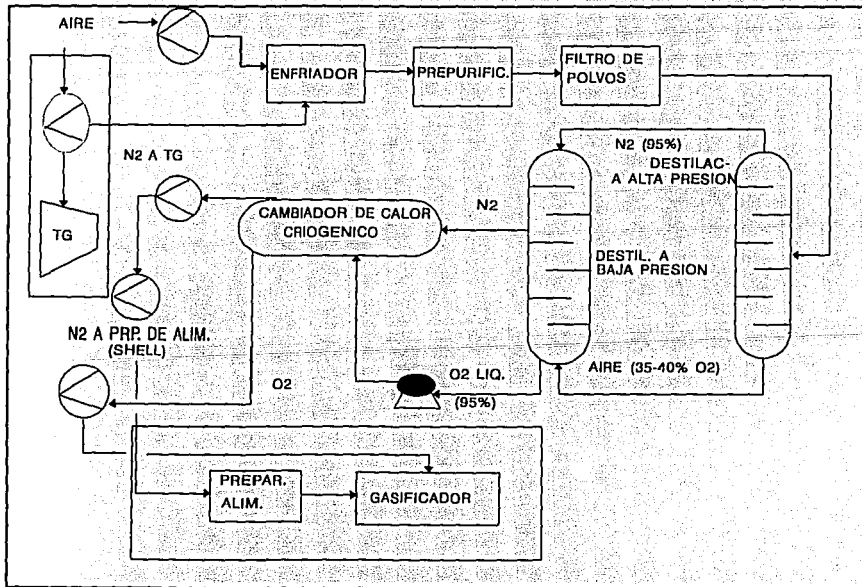 AIRE
ENFRIADOR
PREPURIFIC.
FILTRO DE
POLVOS
N2 A TG
TG
CAMBIADOR DE CALOR
CRIOGENICO
N2
N2 (95%)
DESTILAC-
A ALTA PRESION
DESTIL. A
BAJA PRESION
N2 A PRP. DE ALIM.
(SHELL)
O2
O2 LIQ.
(95%)
AIRE (35-40% O2)
PREPAR.
ALIM.
GASIFICADOR